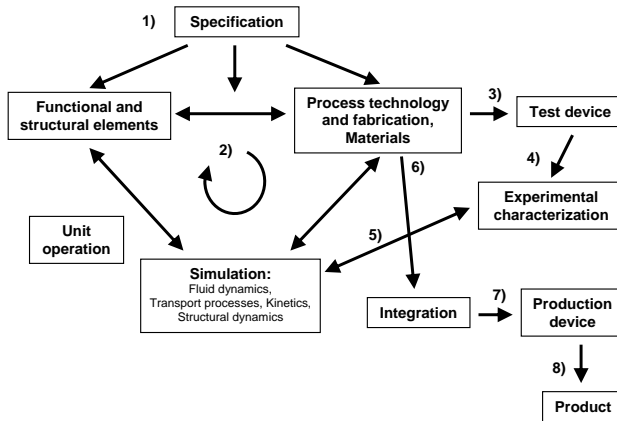 1)
Specification
Functional and
structural elements
Process technology
and fabrication,
Materials
3)
Test device
2)
6)
4)
Experimental
characterization
Unit
operation
5)
Simulation:
Fluid dynamics,
Transport processes, Kinetics,
Structural dynamics
Integration
7)
Production
device
8)
Product